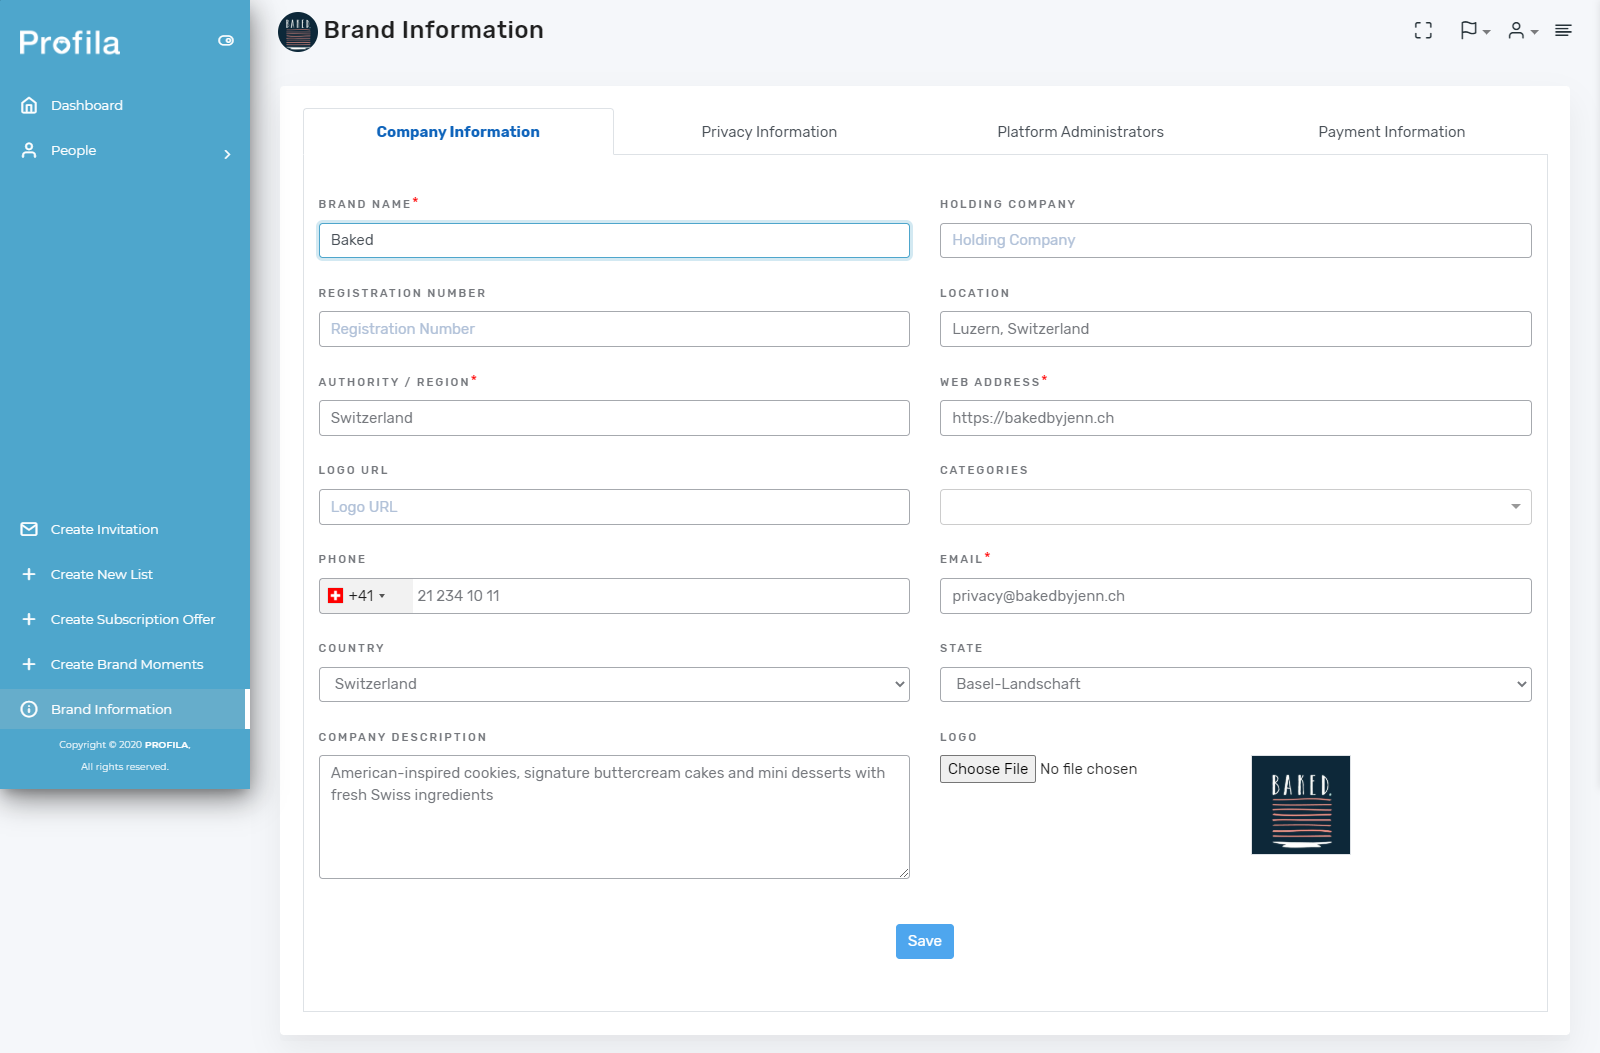 Profila
Dashboard
People
Create Invitation
Create New List
Create Subscription Offer
Create Brand Moments
Brand Information
Copyright © 2020 PROFILA,
All rights reserved.
BAKED.
Brand Information
Company Information
Privacy Information
Platform Administrators
Payment Information
BRAND NAME*
Baked
HOLDING COMPANY
Holding Company
REGISTRATION NUMBER
Registration Number
LOCATION
Luzern, Switzerland
AUTHORITY / REGION*
Switzerland
WEB ADDRESS*
https://bakedbyjenn.ch
LOGO URL
Logo URL
CATEGORIES
PHONE
+41 21 234 10 11
EMAIL*
privacy@bakedbyjenn.ch
COUNTRY
Switzerland
STATE
Basel-Landschaft
COMPANY DESCRIPTION
American-inspired cookies, signature buttercream cakes and mini desserts with
fresh Swiss ingredients
LOGO
Choose File No file chosen
BAKED.
Save